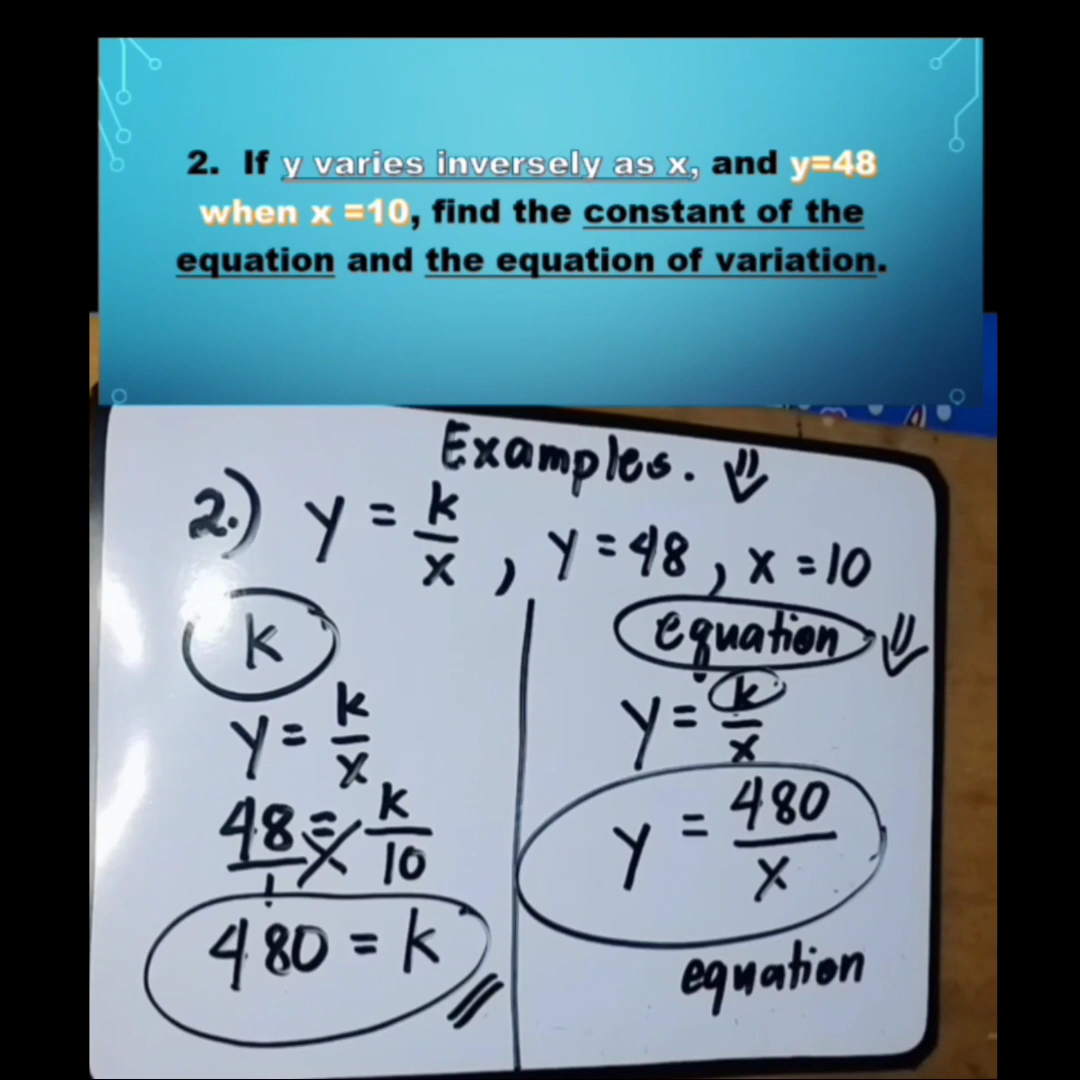 2. If y varies inversely as x, and y=48
when x =10, find the constant of the
equation and the equation of variation.
Examples.
2.) y = k/x , y = 48 , x = 10
k
y = k/x
48/1 = k/10
480 = k
equation
y = k/x
y = 480/x
equation